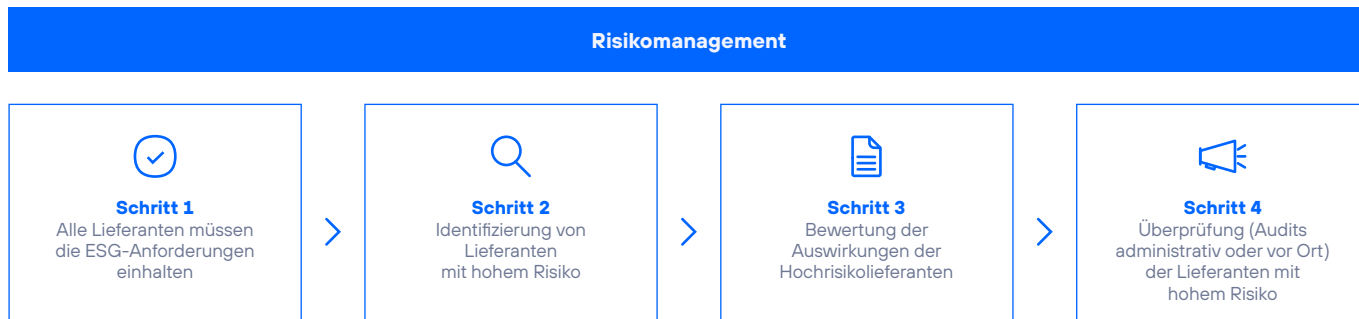 Risikomanagement
Schritt 1
Alle Lieferanten müssen
die ESG-Anforderungen
einhalten
Schritt 2
Identifizierung von
Lieferanten
mit hohem Risiko
Schritt 3
Bewertung der
Auswirkungen der
Hochrisikolieferanten
Schritt 4
Überprüfung (Audits
administrativ oder vor Ort)
der Lieferanten mit
hohem Risiko